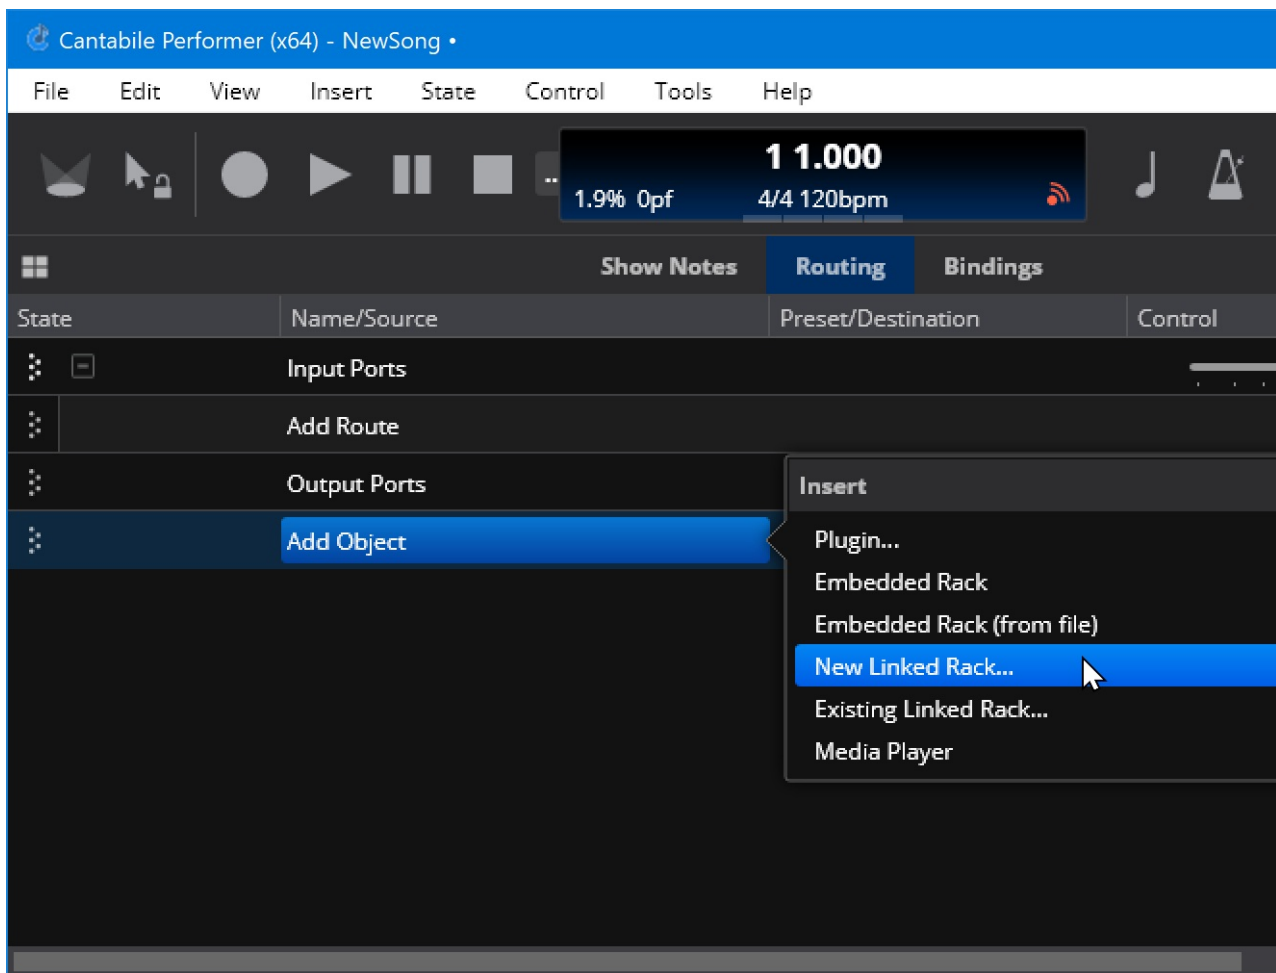 Cantabile Performer (x64) - NewSong •
File Edit View Insert State Control Tools Help
1 1.000
1.9% 0pf 4/4 120bpm
Show Notes Routing Bindings
State Name/Source Preset/Destination Control
Input Ports
Add Route
Output Ports
Insert
Add Object
Plugin...
Embedded Rack
Embedded Rack (from file)
New Linked Rack...
Existing Linked Rack...
Media Player